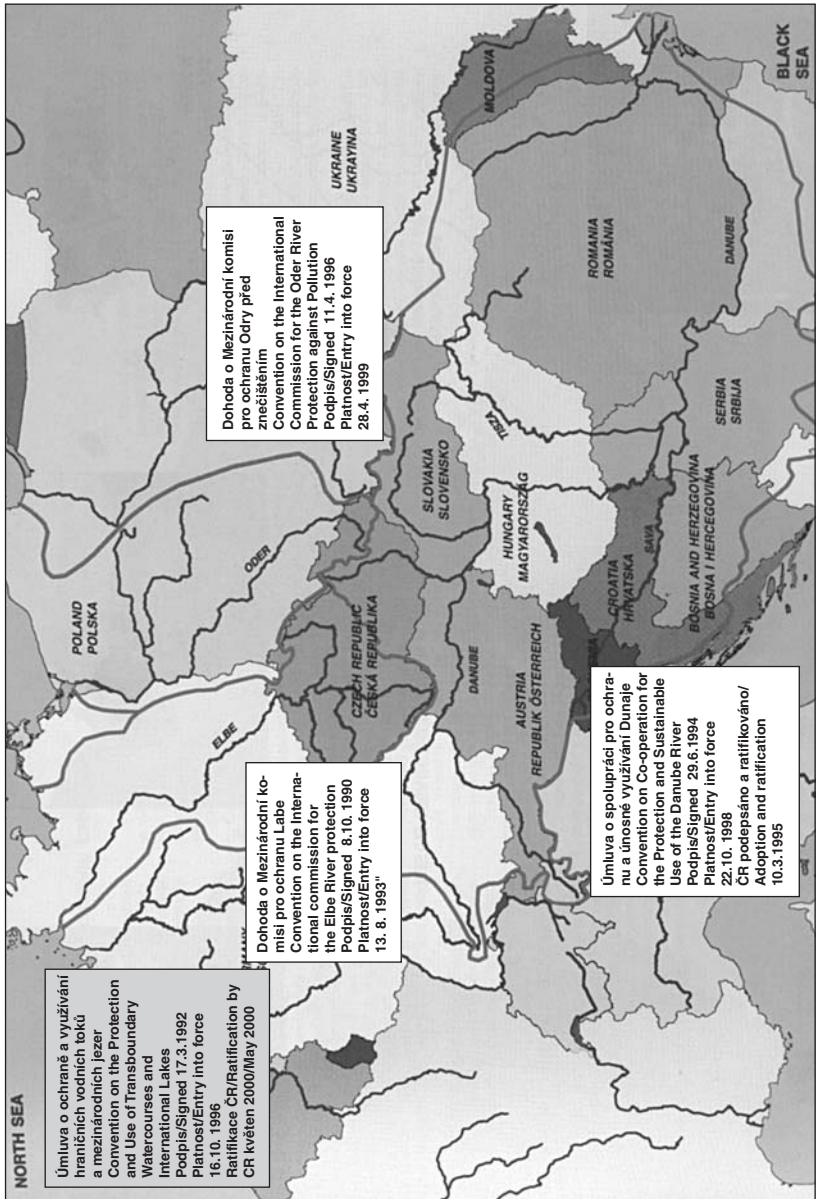 NORTH SEA
Úmluva o ochraně a využívání
hraničních vodních toků
a mezinárodních jezer
Convention on the Protection
and Use of Transboundary
Watercourses and
International Lakes
Podpis/Signed 17.3.1992
Platnost/Entry into force
16.10. 1996
Ratifikace ČR/Ratification by
CR květen 2000/May 2000
Dohoda o Mezinárodní ko-
misi pro ochranu Labe
Convention on the Interna-
tional commission for
the Elbe River protection
Podpis/Signed 8.10. 1990
Platnost/Entry into force
13. 8. 1993"
Dohoda o Mezinárodní komisi
pro ochranu Odry před
znečištěním
Convention on the International
Commission for the Oder River
Protection against Pollution
Podpis/Signed 11.4. 1996
Platnost/Entry into force
28.4. 1999
Úmluva o spolupráci pro ochra-
nu a únosné využívání Dunaje
Convention on Co-operation for
the Protection and Sustainable
Use of the Danube River
Podpis/Signed 29.6.1994
Platnost/Entry into force
22.10. 1998
ČR podepsáno a ratifikováno/
Adoption and ratification
10.3.1995
POLAND
POLSKA
ELBE
ODER
CZECH REPUBLIC
ČESKÁ REPUBLIKA
UKRAINE
UKRAYINA
SLOVAKIA
SLOVENSKO
DANUBE
AUSTRIA
REPUBLIK ÖSTERREICH
HUNGARY
MAGYARORSZÁG
TISZA
MOLDOVA
ROMANIA
ROMÂNIA
CROATIA
HRVATSKA
SAVA
BOSNIA AND HERZEGOVINA
BOSNA I HERCEGOVINA
SERBIA
SRBIJA
DANUBE
BLACK
SEA